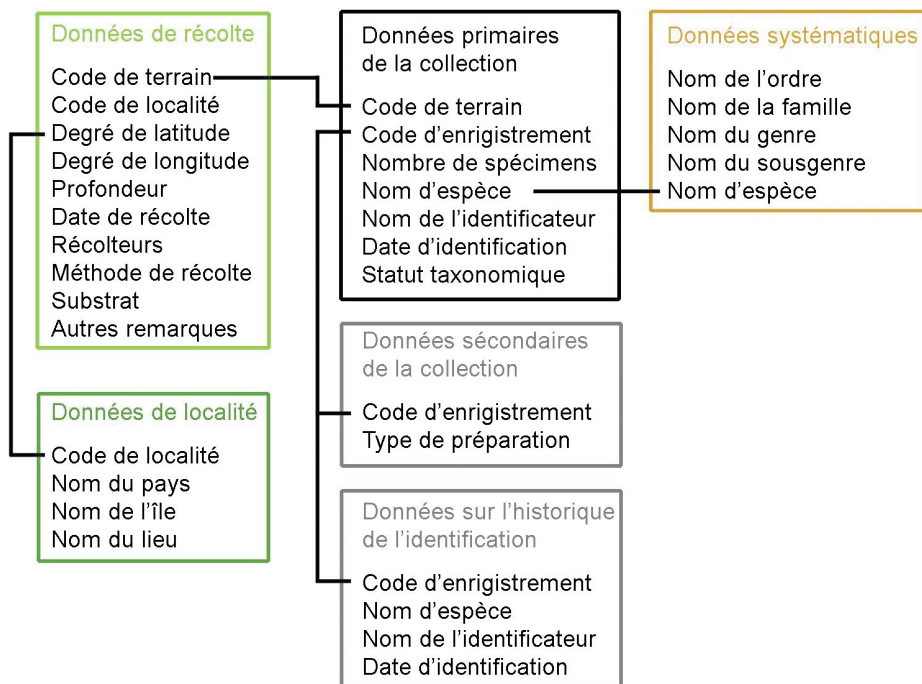 Données de récolte
Code de terrain
Code de localité
Degré de latitude
Degré de longitude
Profondeur
Date de récolte
Récolteurs
Méthode de récolte
Substrat
Autres remarques
Données de localité
Code de localité
Nom du pays
Nom de l'île
Nom du lieu
Données primaires
de la collection
Code de terrain
Code d'enrigistrement
Nombre de spécimens
Nom d'espèce
Nom de l'identificateur
Date d'identification
Statut taxonomique
Données sécondaires
de la collection
Code d'enrigistrement
Type de préparation
Données sur l'historique
de l'identification
Code d'enrigistrement
Nom d'espèce
Nom de l'identificateur
Date d'identification
Données systématiques
Nom de l'ordre
Nom de la famille
Nom du genre
Nom du sousgenre
Nom d'espèce